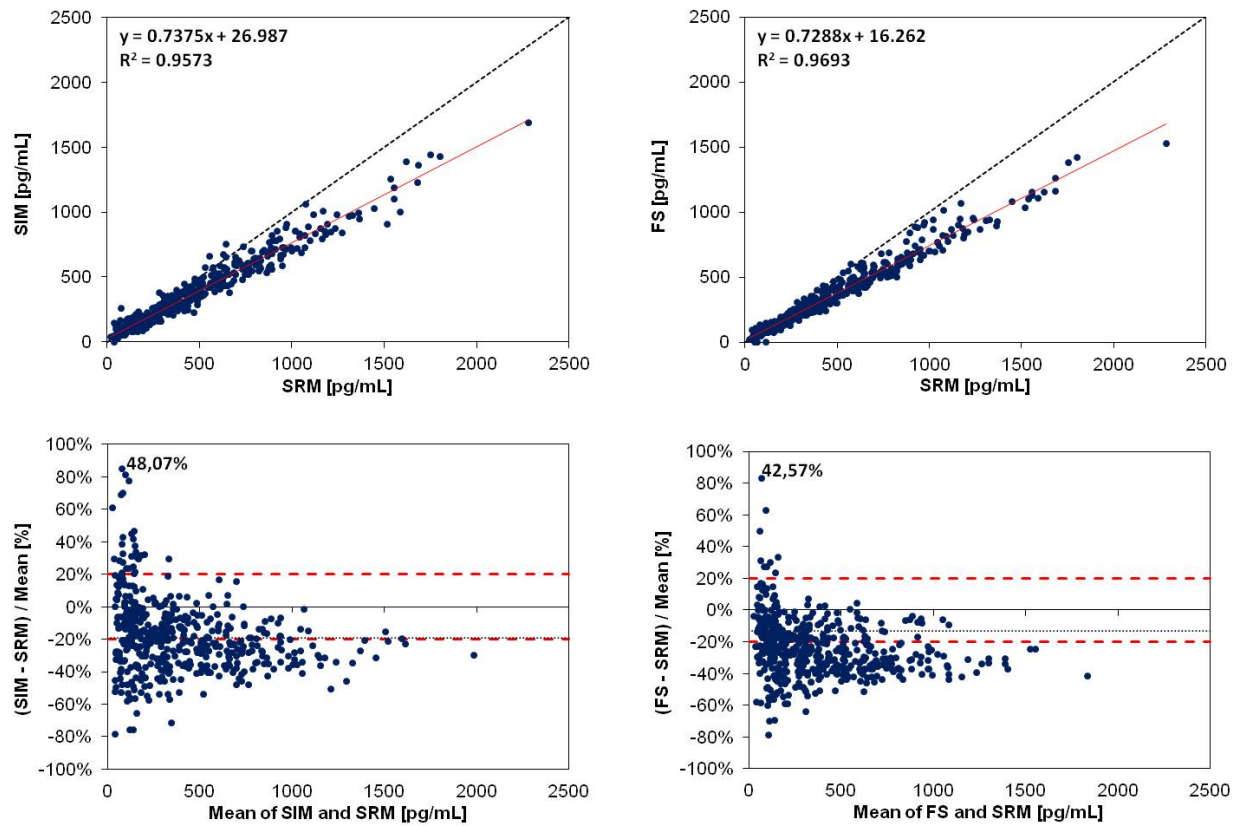 y = 0.7375x + 26.987
R² = 0.9573
2500
2000
1500
1000
500
0
SIM [pg/mL]
0 500 1000 1500 2000 2500
SRM [pg/mL]
y = 0.7288x + 16.262
R² = 0.9693
2500
2000
1500
1000
500
0
FS [pg/mL]
0 500 1000 1500 2000 2500
SRM [pg/mL]
48,07%
100%
80%
60%
40%
20%
0%
-20%
-40%
-60%
-80%
-100%
(SIM - SRM) / Mean [%]
0 500 1000 1500 2000 2500
Mean of SIM and SRM [pg/mL]
42,57%
100%
80%
60%
40%
20%
0%
-20%
-40%
-60%
-80%
-100%
(FS - SRM) / Mean [%]
0 500 1000 1500 2000 2500
Mean of FS and SRM [pg/mL]